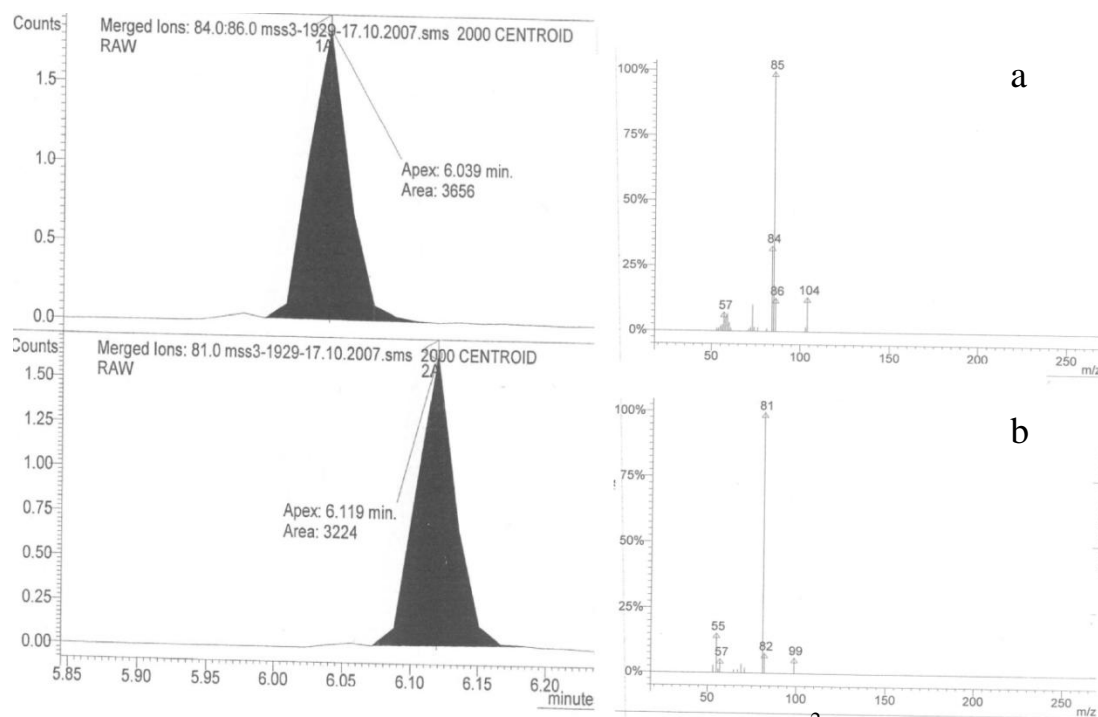 Counts
Merged Ions: 84.0:86.0 mss3-1929-17.10.2007.sms 2000 CENTROID
RAW
1A
1.5
1.0
0.5
0.0
Apex: 6.039 min.
Area: 3656
Counts
Merged Ions: 81.0 mss3-1929-17.10.2007.sms 2000 CENTROID
RAW
2A
1.50
1.25
1.00
0.75
0.50
0.25
0.00
Apex: 6.119 min.
Area: 3224
5.85 5.90 5.95 6.00 6.05 6.10 6.15 6.20
minute
a
100%
75%
50%
25%
0%
85
84
86
104
57
50 100 150 200 250
m/z
b
100%
75%
50%
25%
0%
81
55
57
82
99
50 100 150 200 250
m/z